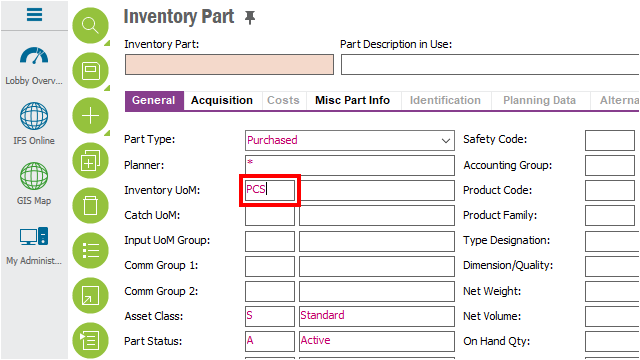 Inventory Part
Inventory Part:
Part Description in Use:
General Acquisition Costs Misc Part Info Identification Planning Data Alterna
Part Type: Purchased Safety Code:
Planner: * Accounting Group:
Inventory UoM: PCS Product Code:
Catch UoM: Product Family:
Input UoM Group: Type Designation:
Comm Group 1: Dimension/Quality:
Comm Group 2: Net Weight:
Asset Class: S Standard Net Volume:
Part Status: A Active On Hand Qty:
Lobby Overv...
IFS Online
GIS Map
My Administ...